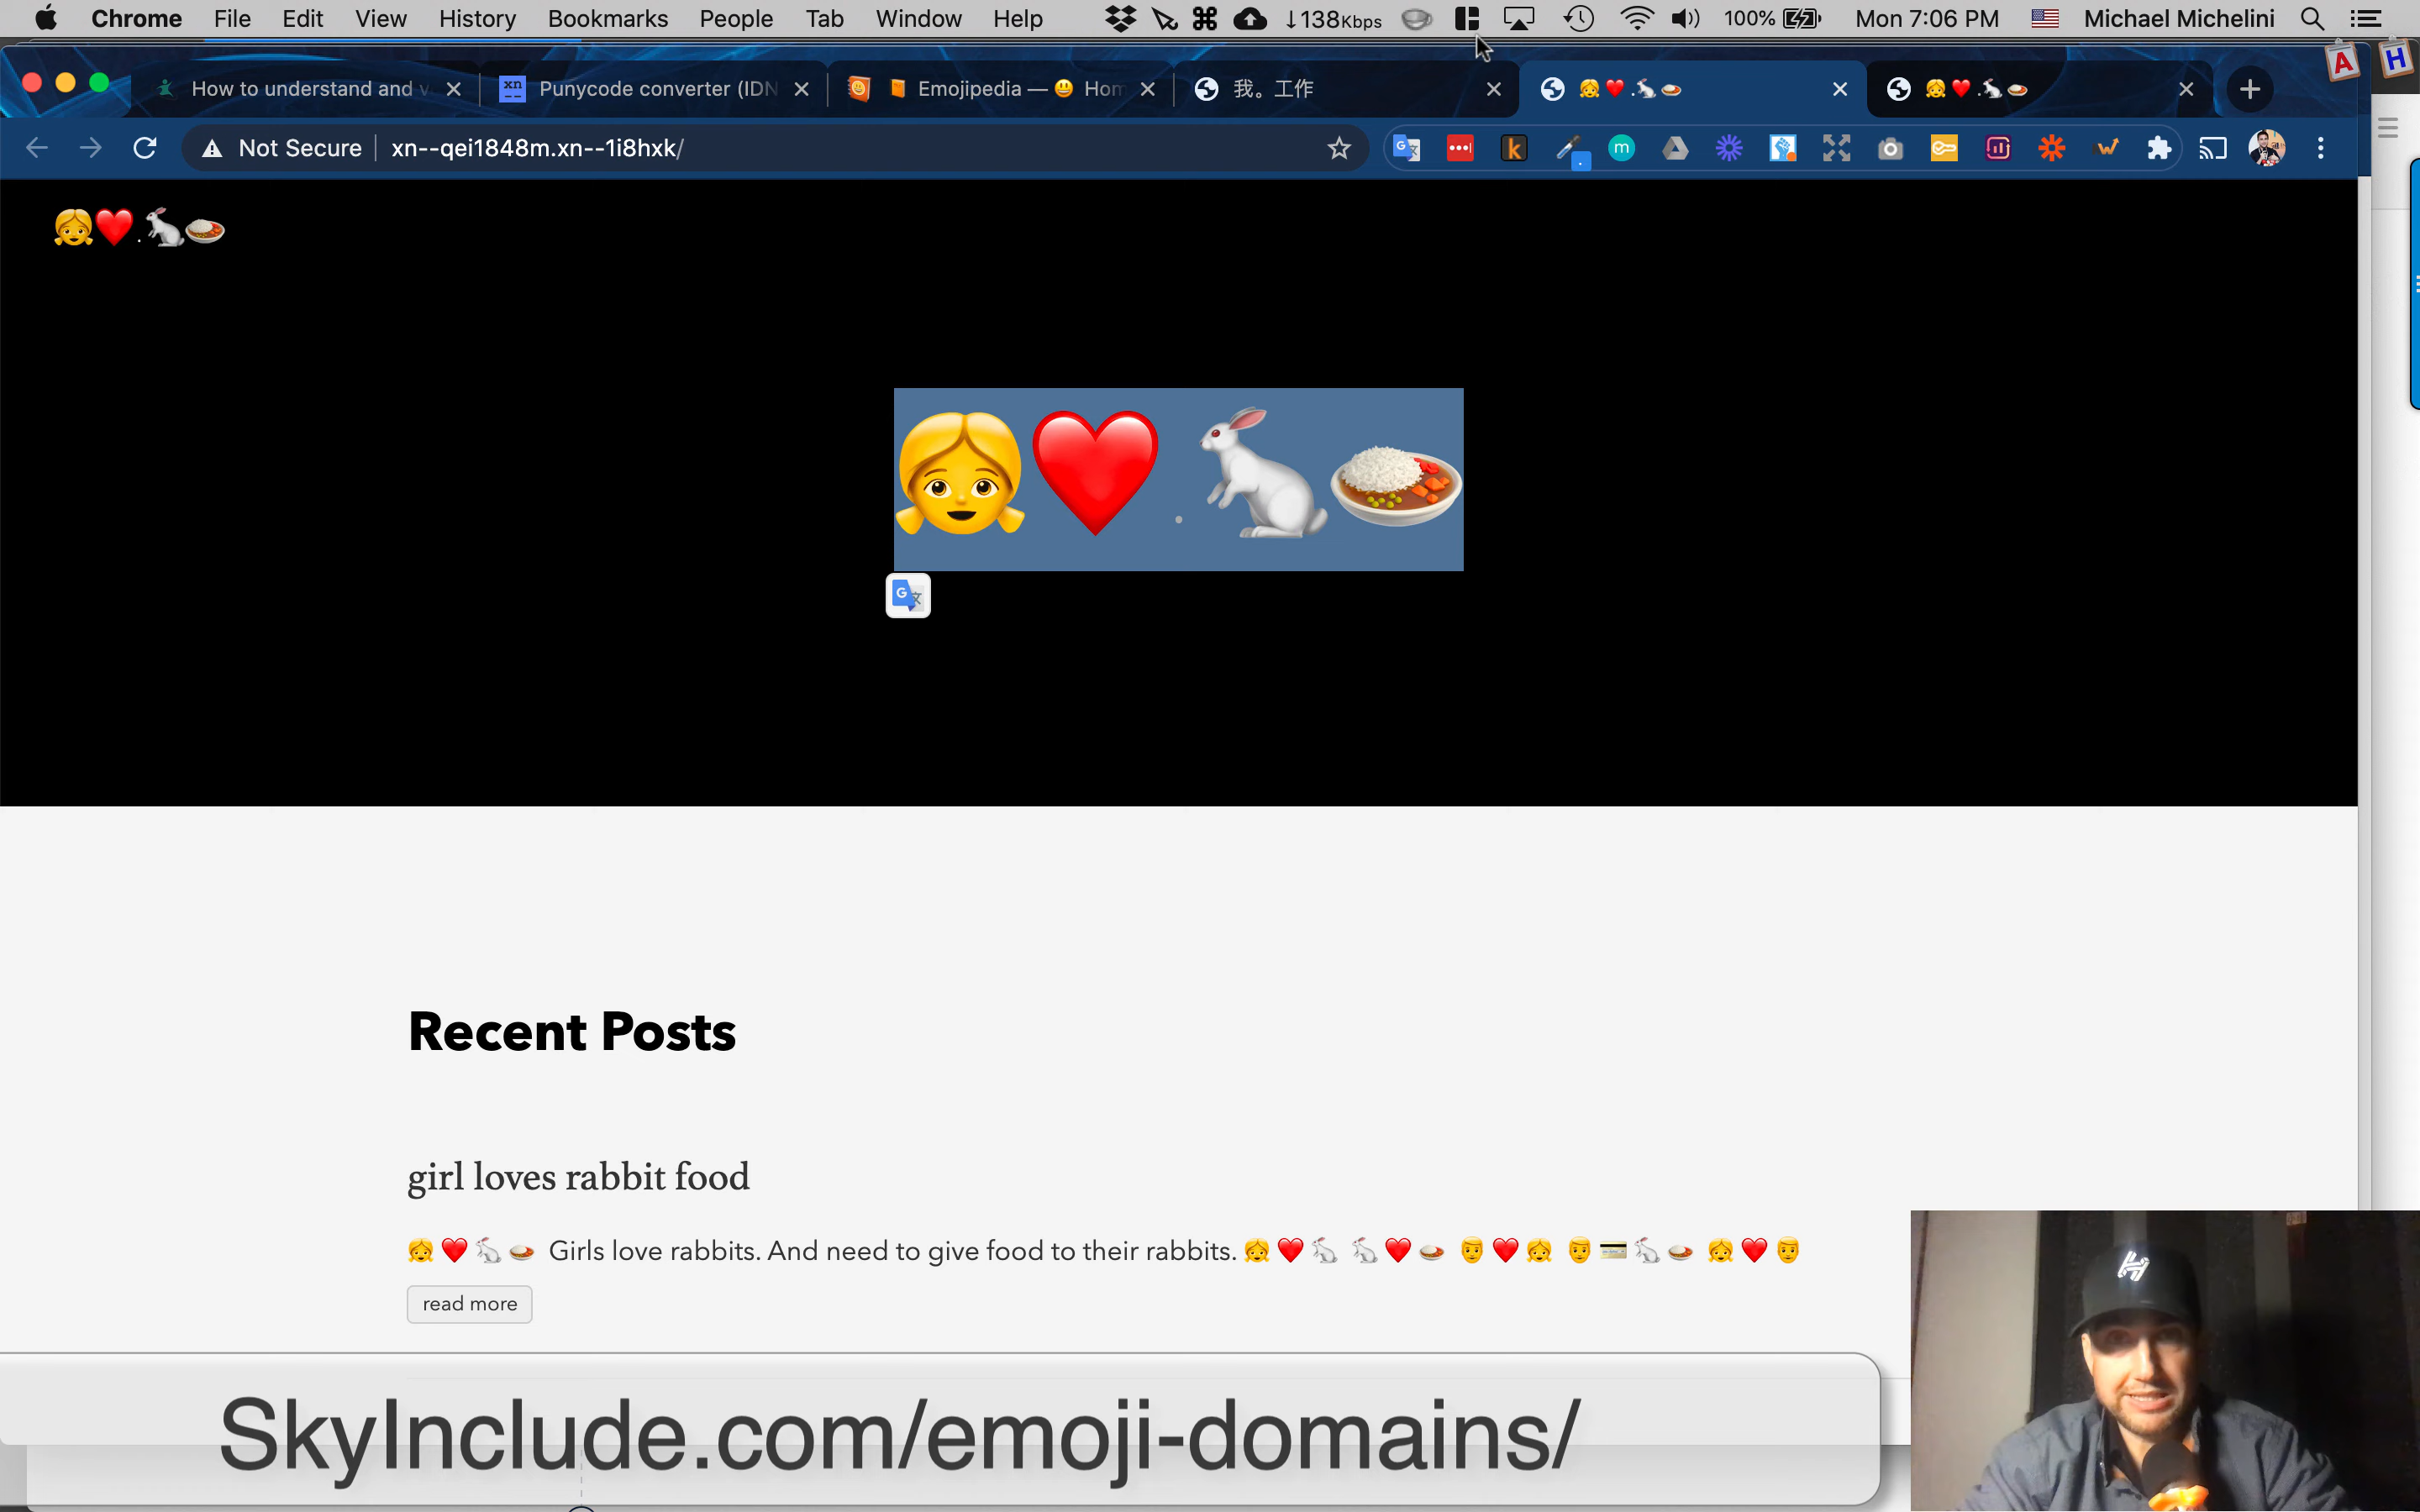 Chrome File Edit View History Bookmarks People Tab Window Help ↓138Kbps 100% Mon 7:06 PM Michael Michelini
How to understand and v
xn-- Punycode converter (IDN
Emojipedia — 😃 Hom
我。工作
👧❤️.🐇🍛
👧❤️.🐇🍛
A H
Not Secure xn--qei1848m.xn--1i8hxk/
👧❤️.🐇🍛
👧❤️.🐇🍛
Recent Posts
girl loves rabbit food
👧❤️🐇🍛 Girls love rabbits. And need to give food to their rabbits. 👧❤️🐇 🐇❤️🍛 👨❤️👧 👨💳🐇🍛 👧❤️👨
read more
SkyInclude.com/emoji-domains/